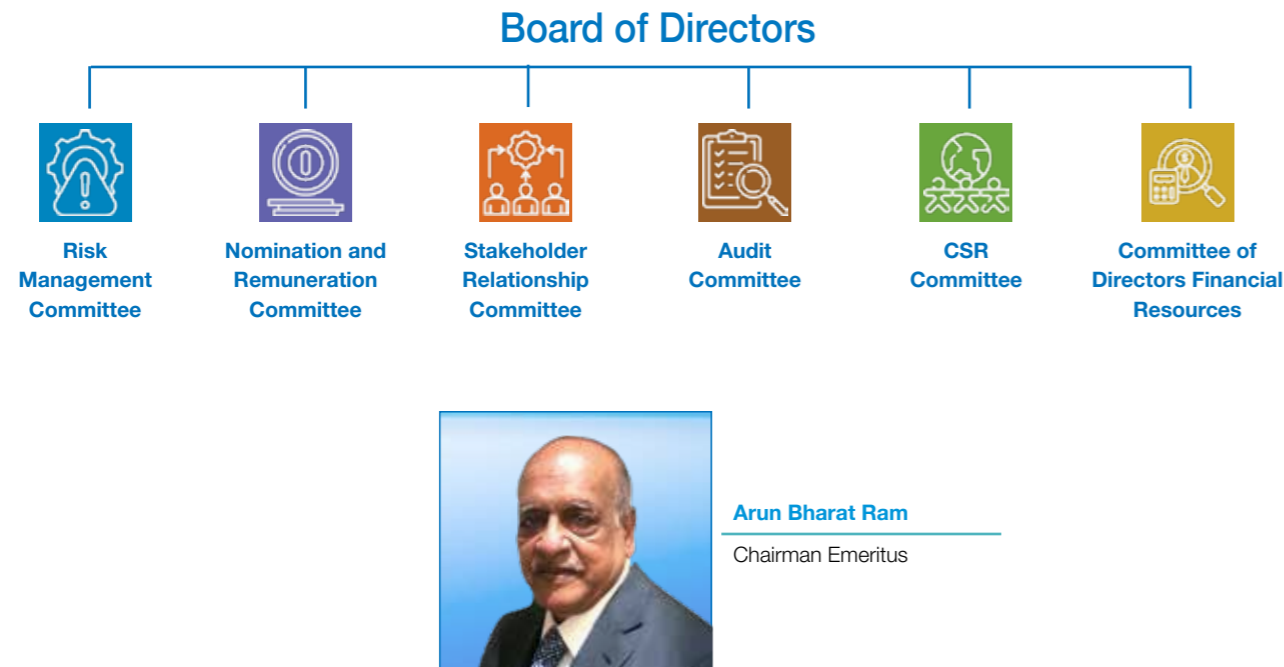 Board of Directors
Risk
Management
Committee
Nomination and
Remuneration
Committee
Stakeholder
Relationship
Committee
Audit
Committee
CSR
Committee
Committee of
Directors Financial
Resources
Arun Bharat Ram
Chairman Emeritus